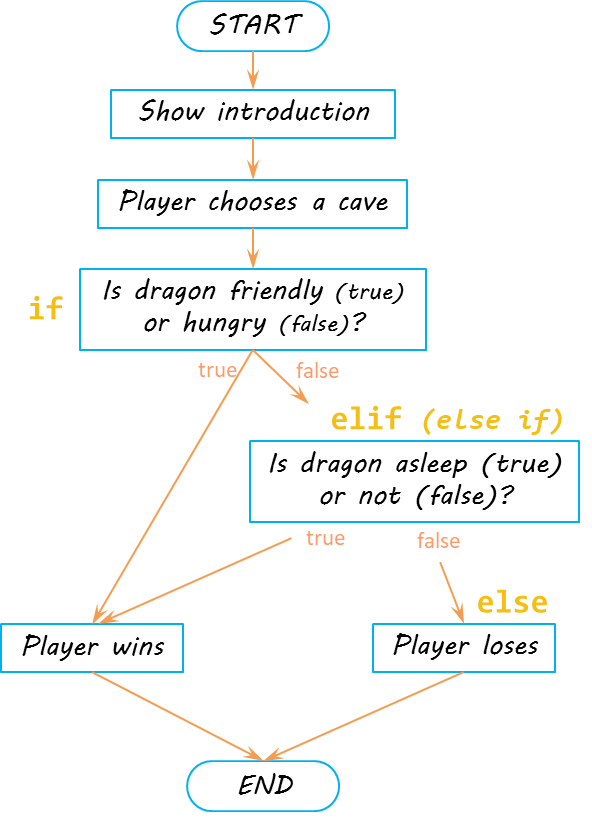 START
Show introduction
Player chooses a cave
if
Is dragon friendly (true)
or hungry (false)?
true
false
elif (else if)
Is dragon asleep (true)
or not (false)?
true
false
else
Player wins
Player loses
END